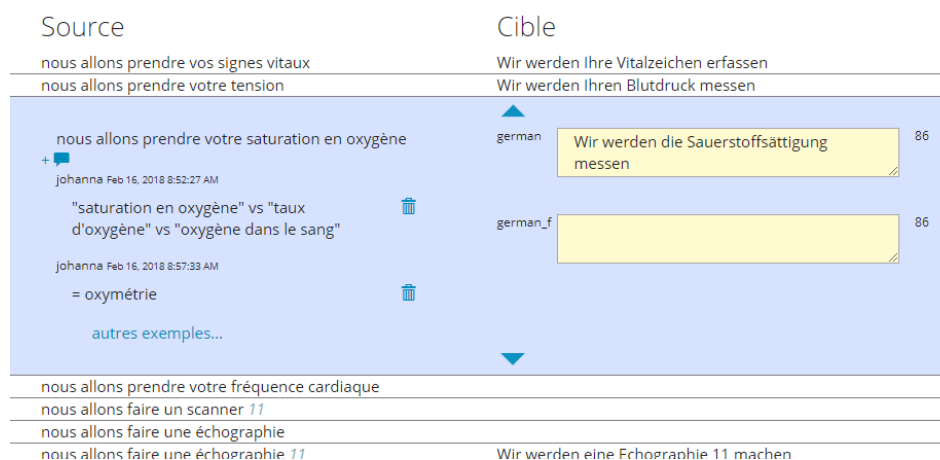 Source Cible
nous allons prendre vos signes vitaux Wir werden Ihre Vitalzeichen erfassen
nous allons prendre votre tension Wir werden Ihren Blutdruck messen
nous allons prendre votre saturation en oxygène
+
johanna Feb 16, 2018 8:52:27 AM
"saturation en oxygène" vs "taux
d'oxygène" vs "oxygène dans le sang"
johanna Feb 16, 2018 8:57:33 AM
= oxymétrie
autres exemples...
german Wir werden die Sauerstoffsättigung 86
messen
german_f 86
nous allons prendre votre fréquence cardiaque
nous allons faire un scanner 11
nous allons faire une échographie
nous allons faire une échographie 11 Wir werden eine Echographie 11 machen